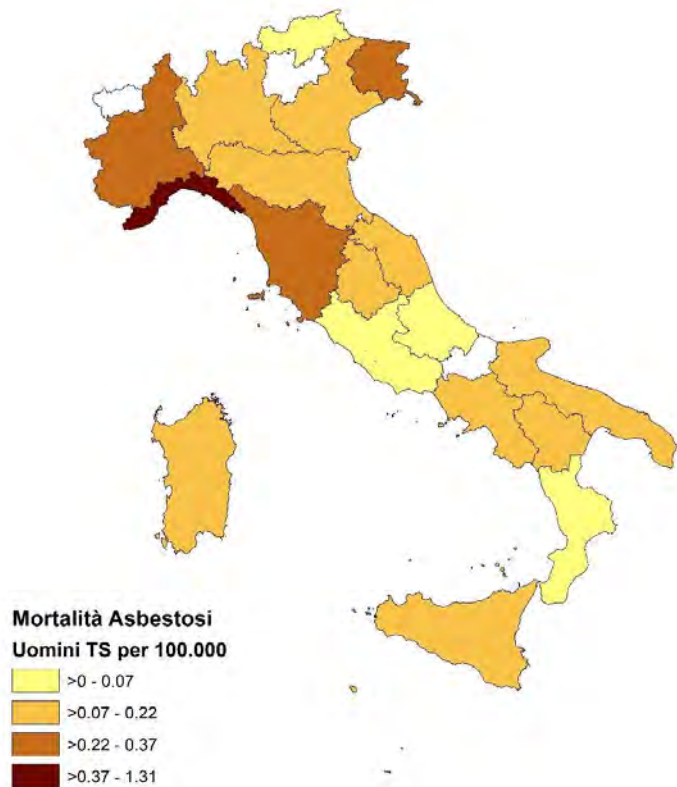 Mortalità Asbestosi
Uomini TS per 100.000
>0 - 0.07
>0.07 - 0.22
>0.22 - 0.37
>0.37 - 1.31